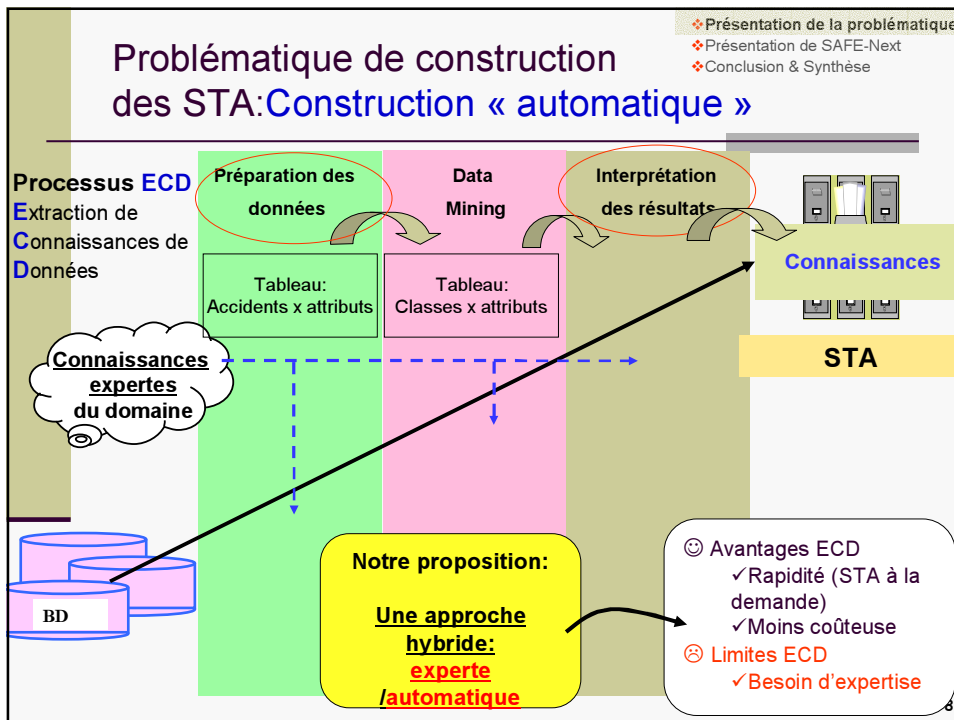 ❖Présentation de la problématique
❖Présentation de SAFE-Next
❖Conclusion & Synthèse
Problématique de construction
des STA:Construction « automatique »
Processus ECD
Extraction de
Connaissances de
Données
Préparation des
données
Data
Mining
Interprétation
des résultats
Tableau:
Accidents x attributs
Tableau:
Classes x attributs
Connaissances
STA
Connaissances
expertes
du domaine
BD
Notre proposition:
Une approche
hybride:
experte
/automatique
☺ Avantages ECD
✓Rapidité (STA à la
demande)
✓Moins coûteuse
☹ Limites ECD
✓Besoin d’expertise